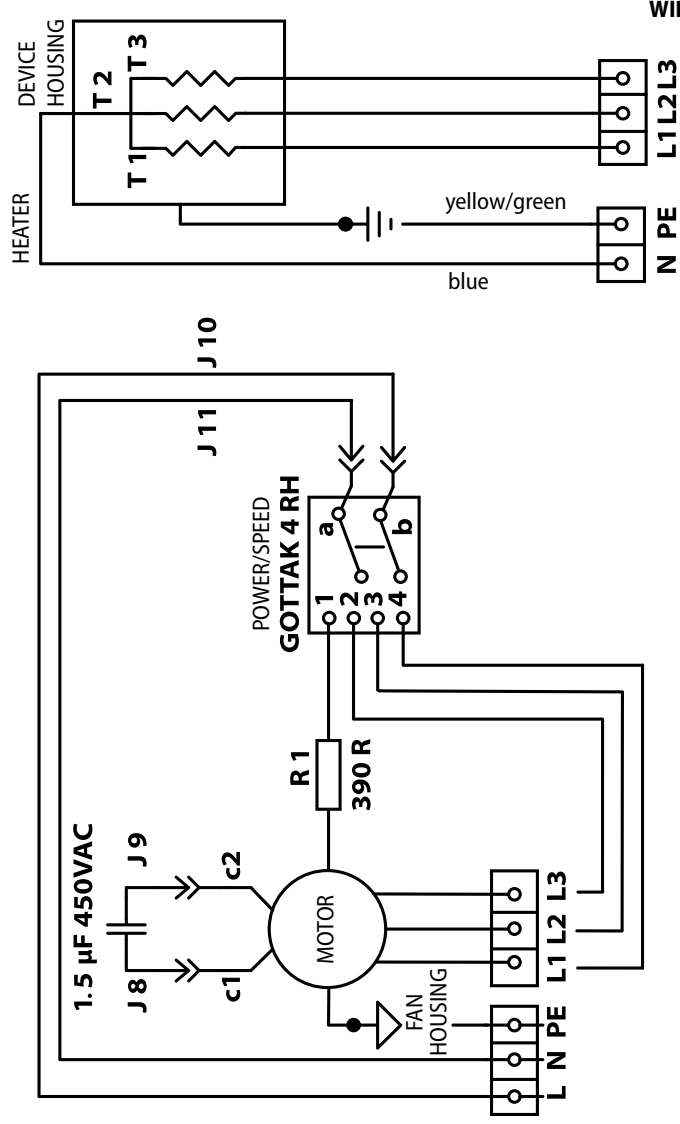 WII
1.5 µF 450VAC
J 8
J 9
c1
c2
MOTOR
R 1
390 R
FAN
HOUSING
L N PE
L1 L2 L3
POWER/SPEED
GOTTAK 4 RH
1
2
3
4
a
b
J 11
J 10
HEATER
DEVICE
HOUSING
T 1
T 2
T 3
blue
yellow/green
N PE
L1 L2 L3